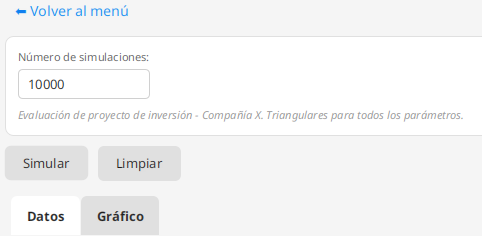 ⬅ Volver al menú
Número de simulaciones:
10000
Evaluación de proyecto de inversión - Compañía X. Triangulares para todos los parámetros.
Simular Limpiar
Datos Gráfico